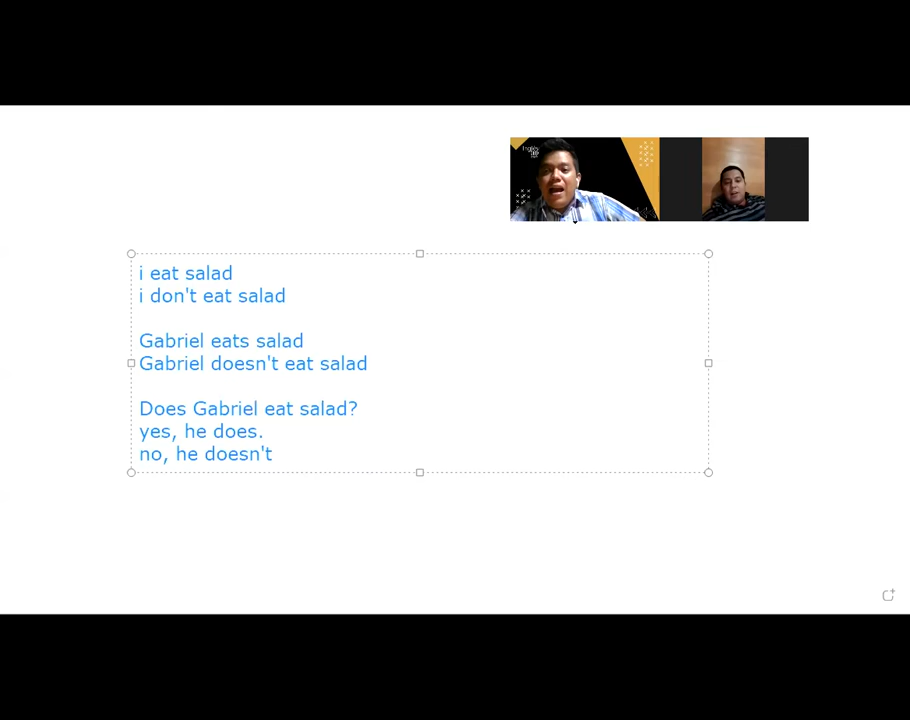 i eat salad
i don't eat salad
Gabriel eats salad
Gabriel doesn't eat salad
Does Gabriel eat salad?
yes, he does.
no, he doesn't